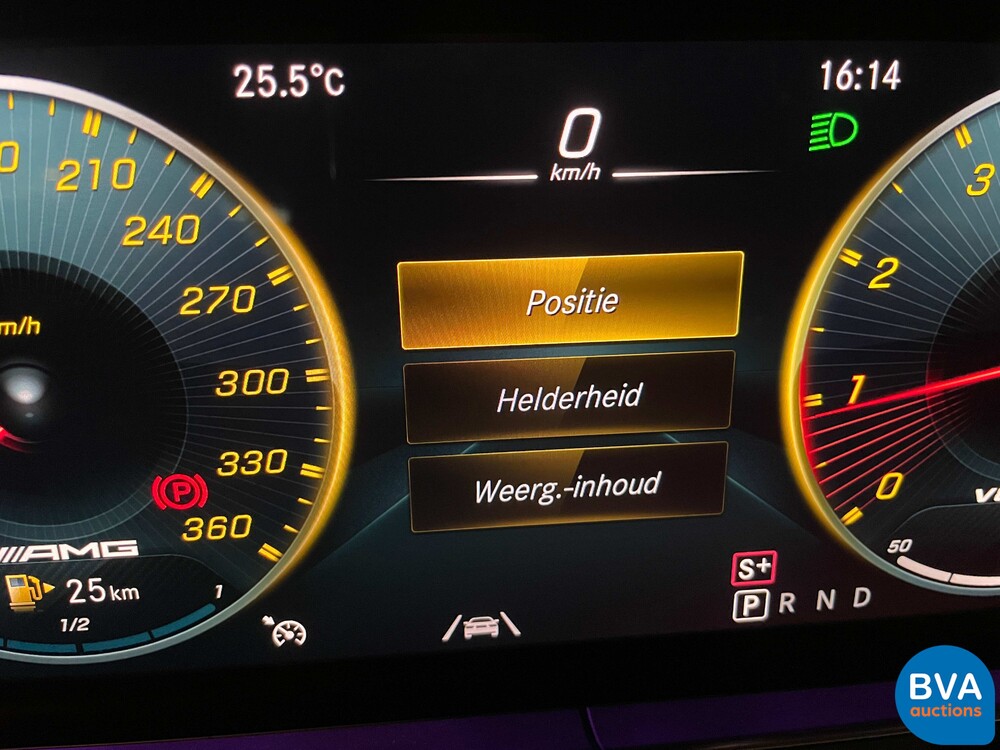 25.5°C
16:14
0
km/h
210
240
270
300
330
360
m/h
P
AMG
25 km
1/2
1
Positie
Helderheid
Weerg.-inhoud
3
2
1
0
50
S+
P R N D
BVA
auctions